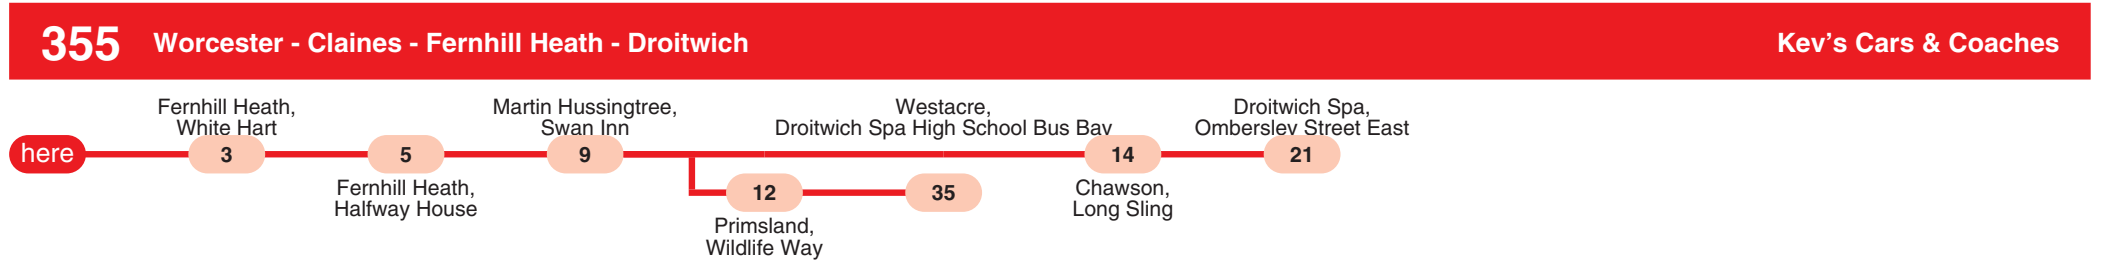 355 Worcester - Claines - Fernhill Heath - Droitwich Kev's Cars & Coaches
Fernhill Heath,
White Hart
Martin Hussingtree,
Swan Inn
Westacre,
Droitwich Spa High School Bus Bay
Droitwich Spa,
Ombersley Street East
here 3 5 9 14 21
12 35
Fernhill Heath,
Halfway House
Chawson,
Long Sling
Primsland,
Wildlife Way